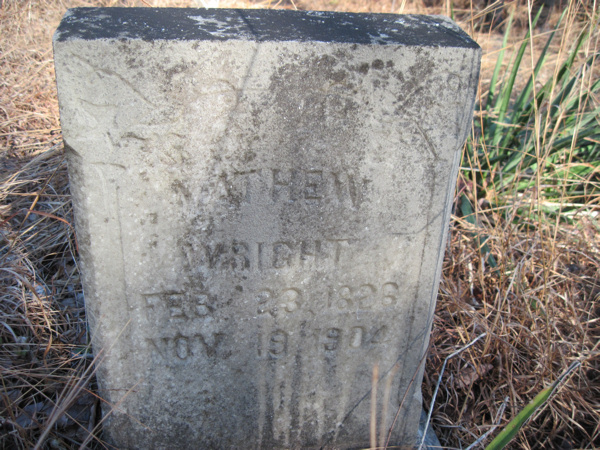 MATHEW
WRIGHT
FEB. 23, 1826
NOV. 19, 1904